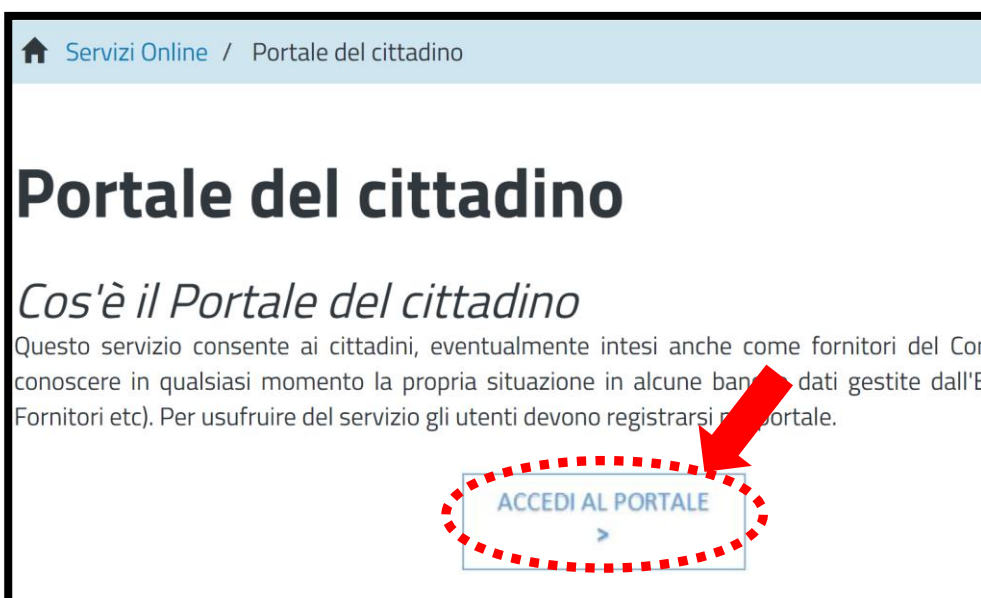 Servizi Online / Portale del cittadino
Portale del cittadino
Cos'è il Portale del cittadino
Questo servizio consente ai cittadini, eventualmente intesi anche come fornitori del
conoscere in qualsiasi momento la propria situazione in alcune dati gestite
Fornitori etc). Per usufruire del servizio gli utenti devono registrarsi portale.
ACCEDI AL PORTALE
>